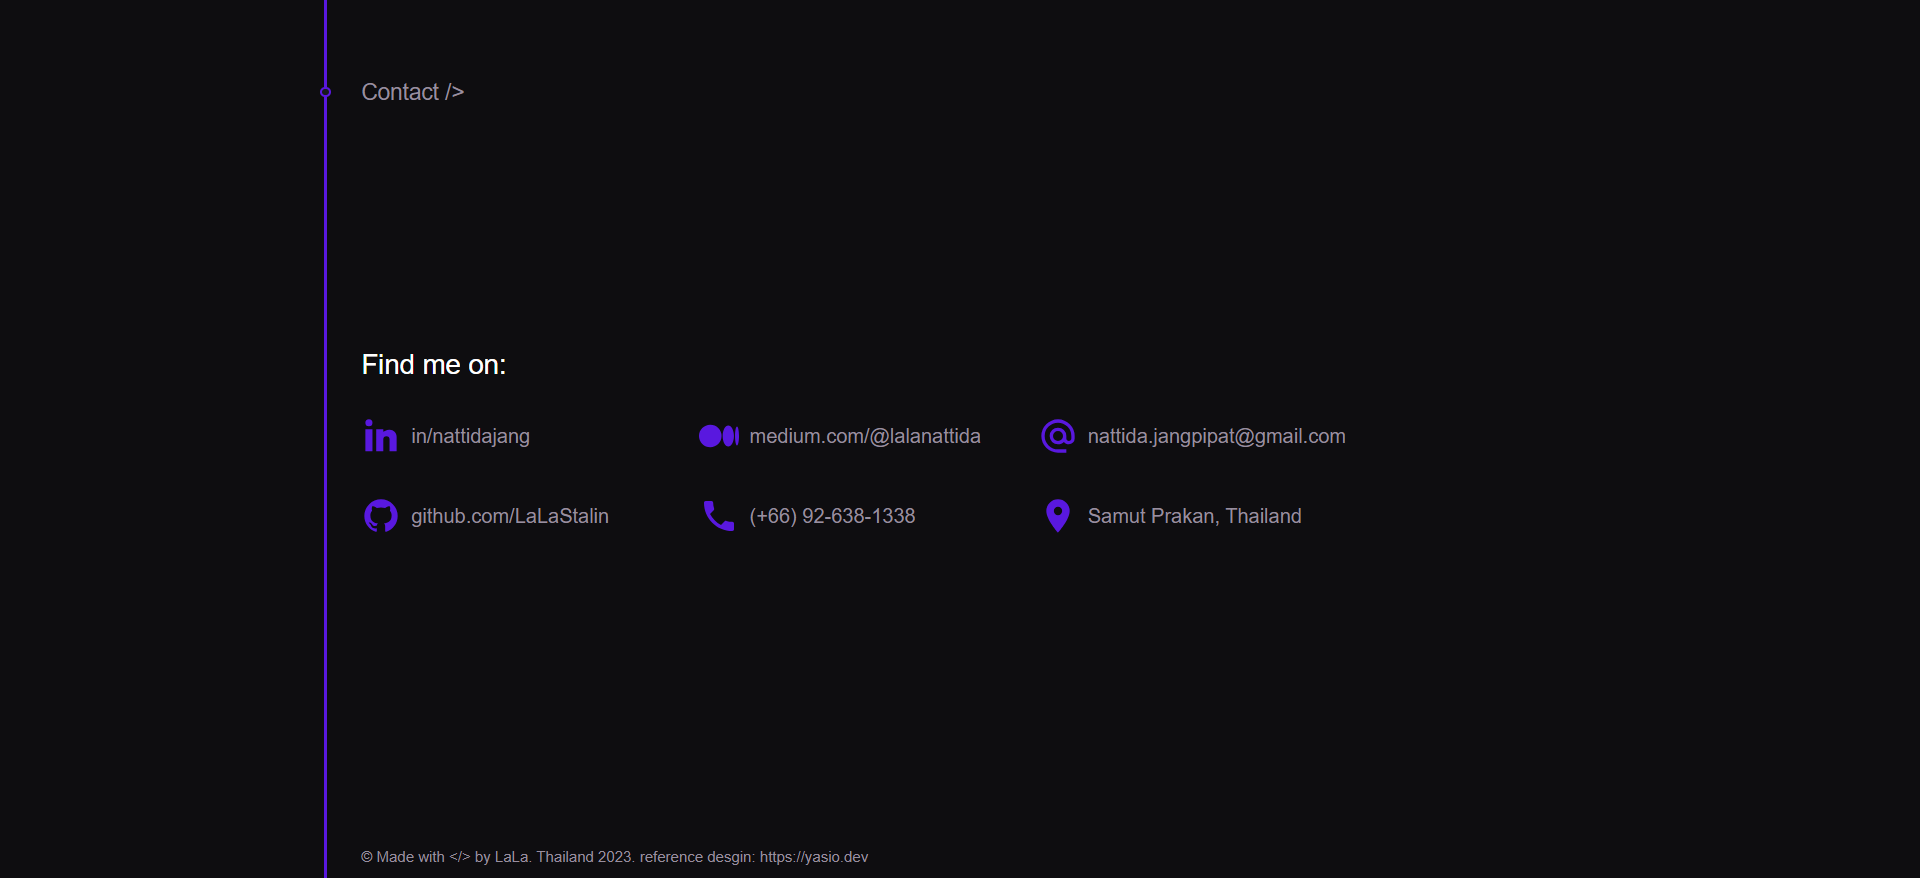 Contact />
Find me on:
in/nattidajang
medium.com/@lalanattida
nattida.jangpipat@gmail.com
github.com/LaLaStalin
(+66) 92-638-1338
Samut Prakan, Thailand
© Made with </> by LaLa. Thailand 2023. reference desgin: https://yasio.dev